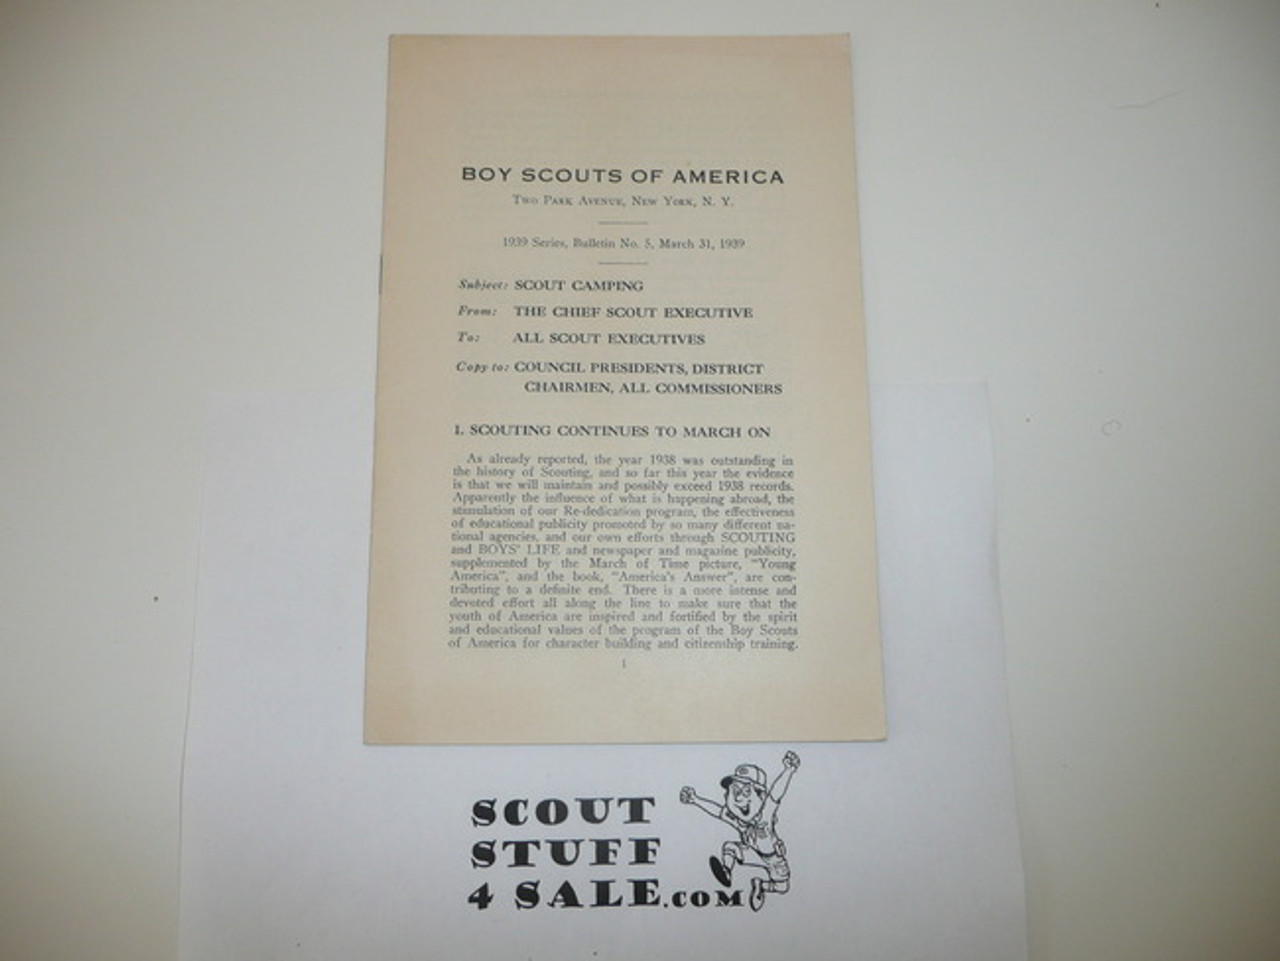 BOY SCOUTS OF AMERICA
Two Park Avenue, New York, N. Y.
1939 Series, Bulletin No. 5, March 31, 1939
Subject: SCOUT CAMPING
From: THE CHIEF SCOUT EXECUTIVE
To: ALL SCOUT EXECUTIVES
Copy to: COUNCIL PRESIDENTS, DISTRICT
CHAIRMEN, ALL COMMISSIONERS
I. SCOUTING CONTINUES TO MARCH ON
As already reported, the year 1938 was outstanding in
the history of Scouting, and so far this year the evidence
is that we will maintain and possibly exceed 1938 records.
Apparently the influence of what is happening abroad, the
stimulation of our Re-dedication program, the effectiveness
of educational publicity promoted by so many different na-
tional agencies, and our own efforts through SCOUTING
and BOYS' LIFE and newspaper and magazine publicity,
supplemented by the March of Time picture, "Young
America", and the book, "America's Answer", are con-
tributing to a definite end. There is a more intense and
devoted effort all along the line to make sure that the
youth of America are inspired and fortified by the spirit
and educational values of the program of the Boy Scouts
of America for character building and citizenship training.
1
SCOUT
STUFF
4 SALE.COM